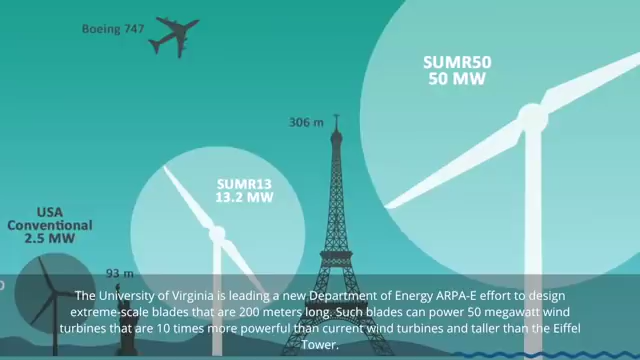 Boeing 747
SUMR50
50 MW
306 m
SUMR13
13.2 MW
USA
Conventional
2.5 MW
93 m
The University of Virginia is leading a new Department of Energy ARPA-E effort to design
extreme-scale blades that are 200 meters long. Such blades can power 50 megawatt wind
turbines that are 10 times more powerful than current wind turbines and taller than the Eiffel
Tower.